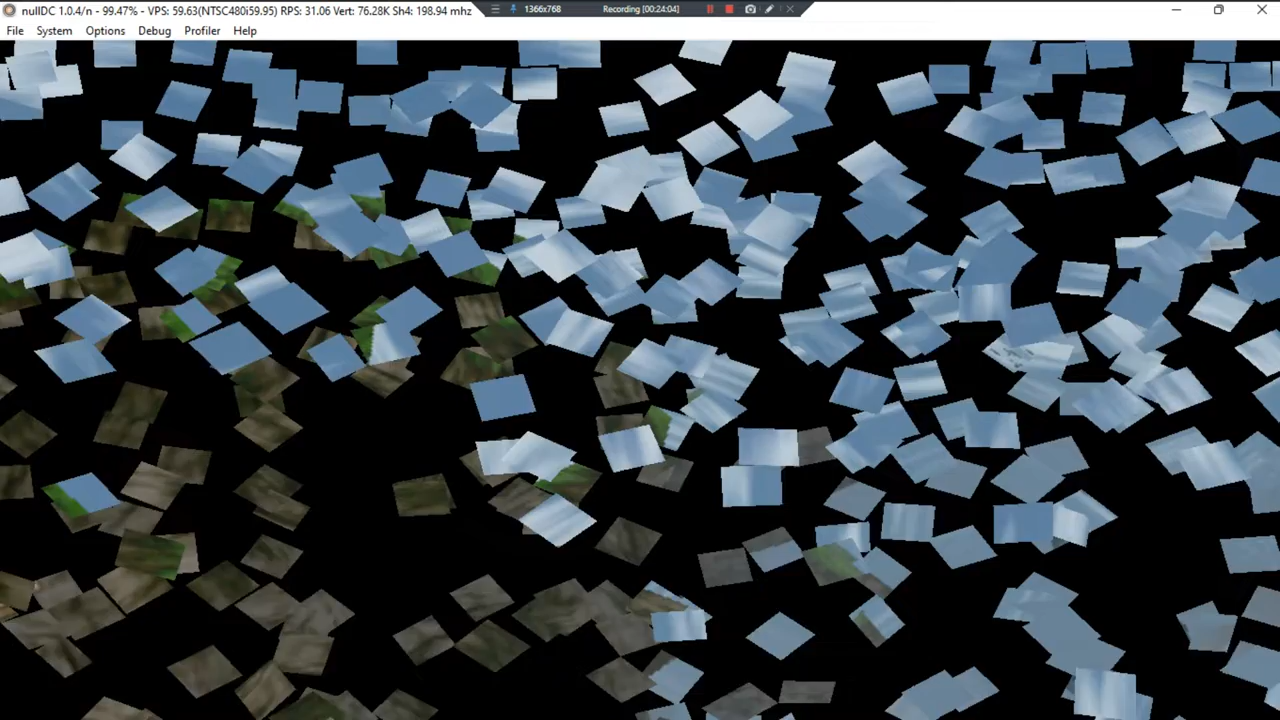 nullDC 1.0.4/n - 99.47% - VPS: 59.63(NTSC480i59.95) RPS: 31.06 Vert: 76.28K Sh4: 198.94 mhz
1366x768
Recording [00:24:04]
File System Options Debug Profiler Help